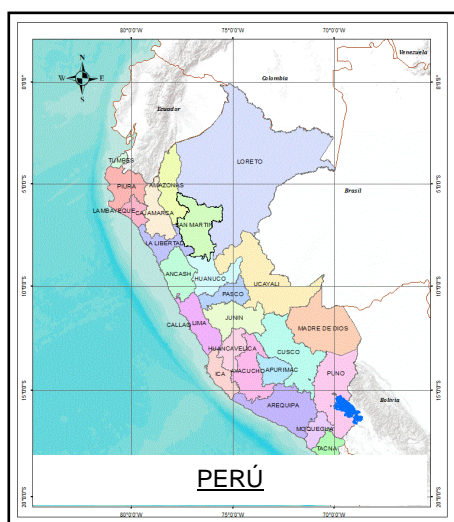 80°0'0"W 75°0'0"W 70°0'0"W
Venezuela
N
W E
S
0°0'0" 0°0'0"
Colombia
Ecuador
TUMBES
LORETO
5°0'0"S 5°0'0"S
PIURA
AMAZONAS
Brasil
LAMBAYEQUE
CAJAMARCA
SAN MARTIN
LA LIBERTAD
ANCASH
HUANUCO
UCAYALI
10°0'0"S 10°0'0"S
PASCO
CALLAO
LIMA
JUNIN
MADRE DE DIOS
HUANCAVELICA
CUSCO
ICA
AYACUCHO
APURIMAC
PUNO
15°0'0"S 15°0'0"S
AREQUIPA
Bolivia
MOQUEGUA
TACNA
PERÚ
20°0'0"S 20°0'0"S
80°0'0"W 75°0'0"W 70°0'0"W